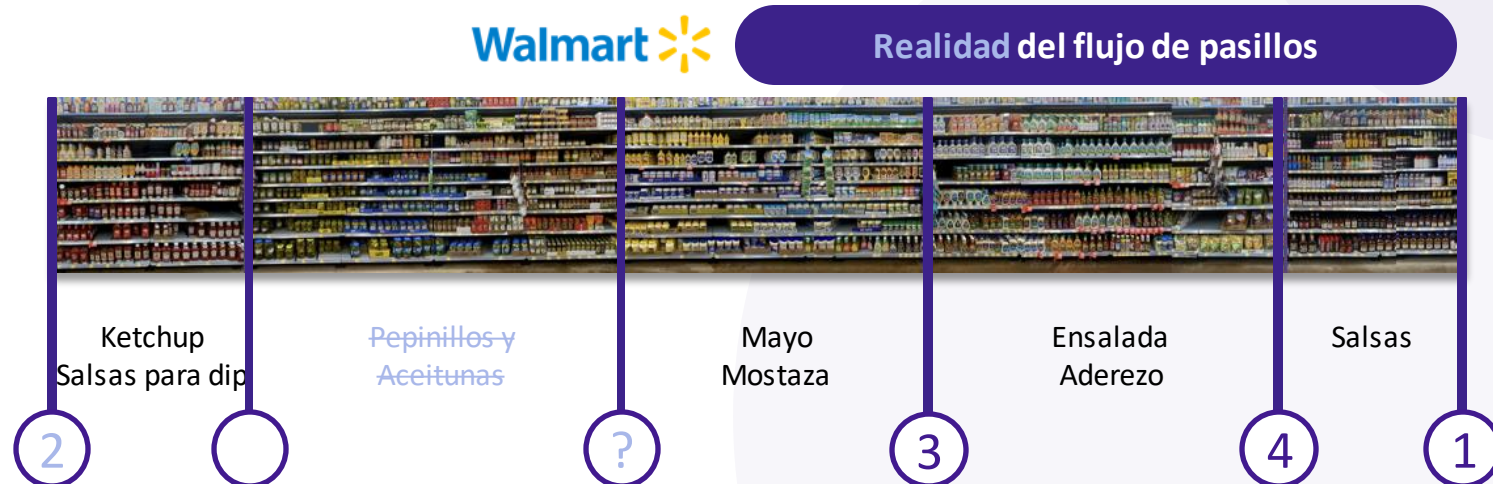 Walmart
Realidad del flujo de pasillos
Ketchup
Salsas para dip
Pepinillos y
Aceitunas
Mayo
Mostaza
Ensalada
Aderezo
Salsas
2
?
3
4
1